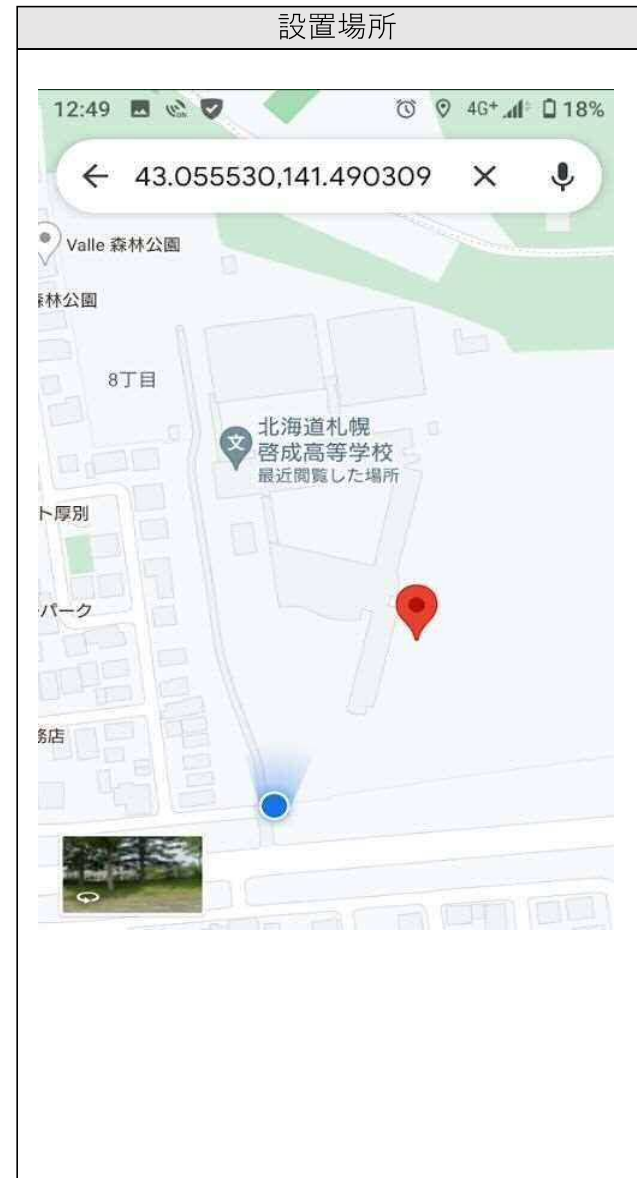 設置場所
12:49 4G+ 18%
43.055530,141.490309
Valle 森林公園
森林公園
8丁目
北海道札幌
啓成高等学校
最近閲覧した場所
ト厚別
パーク
務店